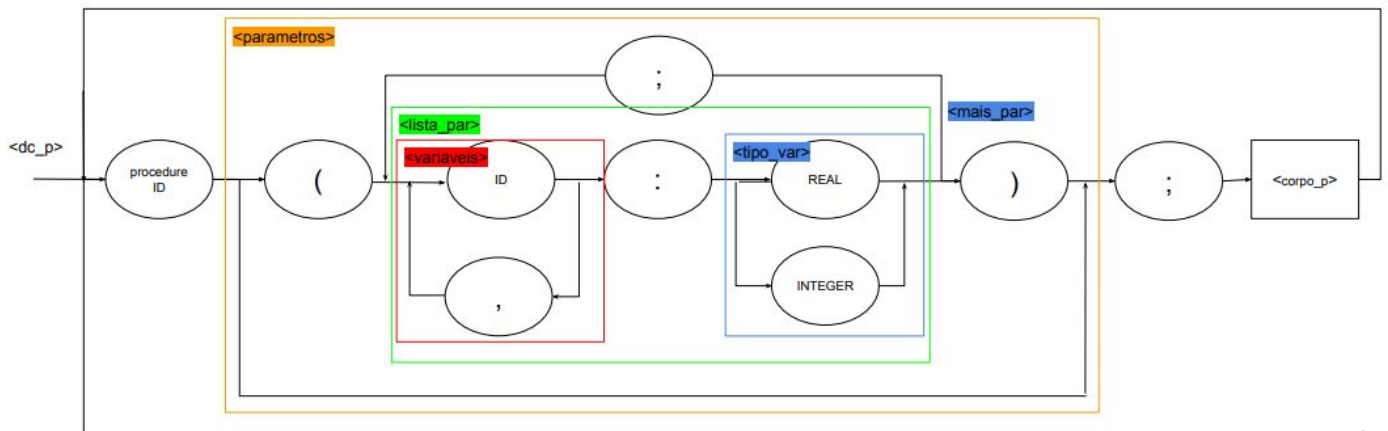 <parametros>
;
<mais_par>
<lista_par>
<dc_p>
<variaveis>
<tipo_var>
procedure
ID
(
ID
:
REAL
)
;
<corpo_p>
,
INTEGER